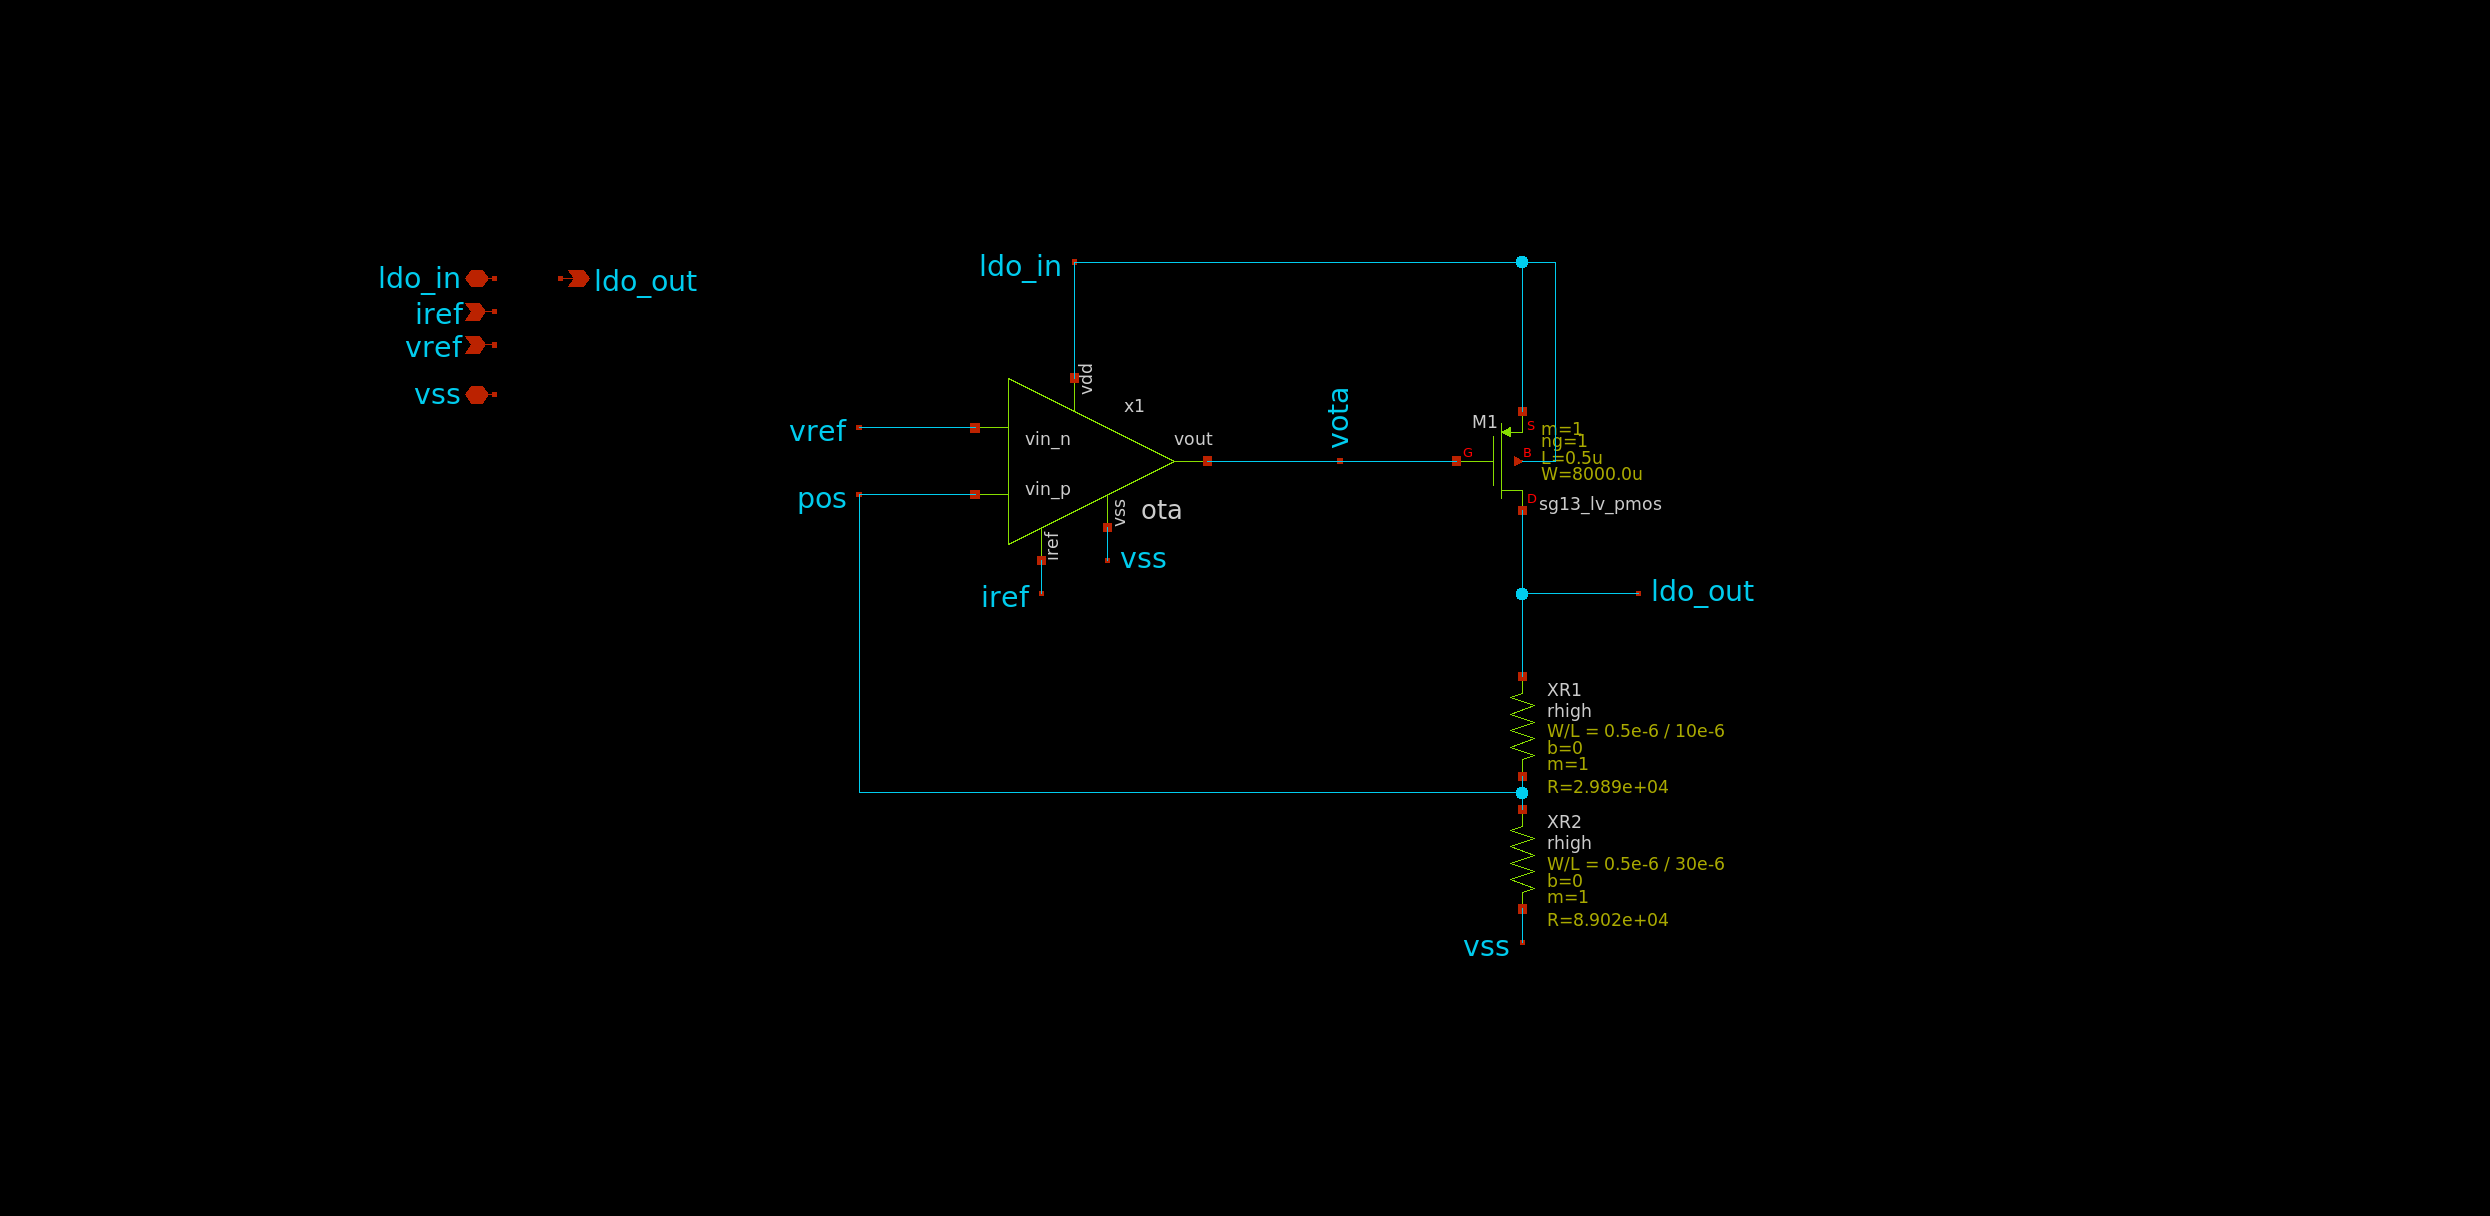 ldo_in
ldo_out
iref
vref
vss
ldo_in
vdd
x1
vref
vin_n
vout
vota
pos
vin_p
vss
ota
iref
vss
iref
M1
S
m=1
ng=1
G
B
L=0.5u
W=8000.0u
D
sg13_lv_pmos
ldo_out
XR1
rhigh
W/L = 0.5e-6 / 10e-6
b=0
m=1
R=2.989e+04
XR2
rhigh
W/L = 0.5e-6 / 30e-6
b=0
m=1
R=8.902e+04
vss